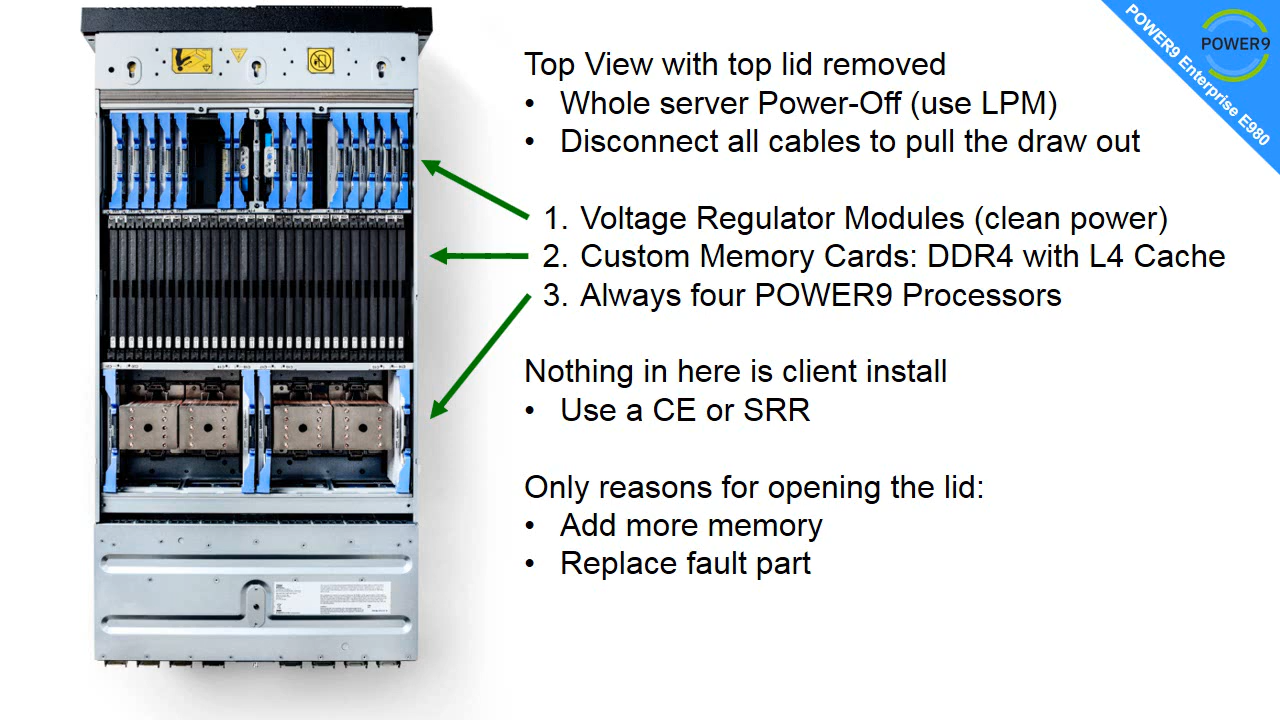 Top View with top lid removed
• Whole server Power-Off (use LPM)
• Disconnect all cables to pull the draw out
1. Voltage Regulator Modules (clean power)
2. Custom Memory Cards: DDR4 with L4 Cache
3. Always four POWER9 Processors
Nothing in here is client install
• Use a CE or SRR
Only reasons for opening the lid:
• Add more memory
• Replace fault part
POWER9
POWER9 Enterprise E980